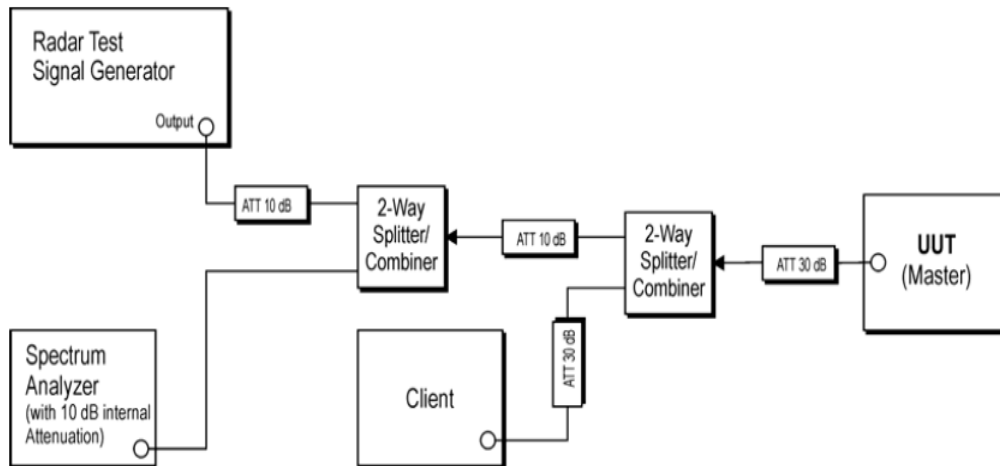 Radar Test
Signal Generator
Output
ATT 10 dB
2-Way
Splitter/
Combiner
ATT 10 dB
2-Way
Splitter/
Combiner
ATT 30 dB
UUT
(Master)
Spectrum
Analyzer
(with 10 dB internal
Attenuation)
Client
ATT 30 dB